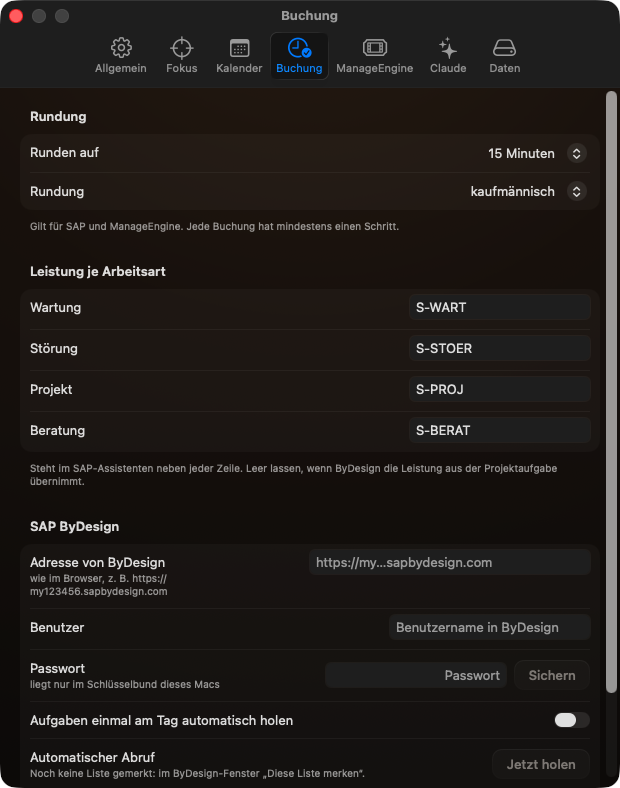 Buchung
Allgemein
Fokus
Kalender
Buchung
ManageEngine
Claude
Daten
Rundung
Runden auf
15 Minuten
Rundung
kaufmännisch
Gilt für SAP und ManageEngine. Jede Buchung hat mindestens einen Schritt.
Leistung je Arbeitsart
Wartung
S-WART
Störung
S-STOER
Projekt
S-PROJ
Beratung
S-BERAT
Steht im SAP-Assistenten neben jeder Zeile. Leer lassen, wenn ByDesign die Leistung aus der Projektaufgabe
übernimmt.
SAP ByDesign
Adresse von ByDesign
wie im Browser, z. B. https://
my123456.sapbydesign.com
https://my...sapbydesign.com
Benutzer
Benutzername in ByDesign
Passwort
liegt nur im Schlüsselbund dieses Macs
Passwort
Sichern
Aufgaben einmal am Tag automatisch holen
Automatischer Abruf
Noch keine Liste gemerkt: im ByDesign-Fenster „Diese Liste merken“.
Jetzt holen